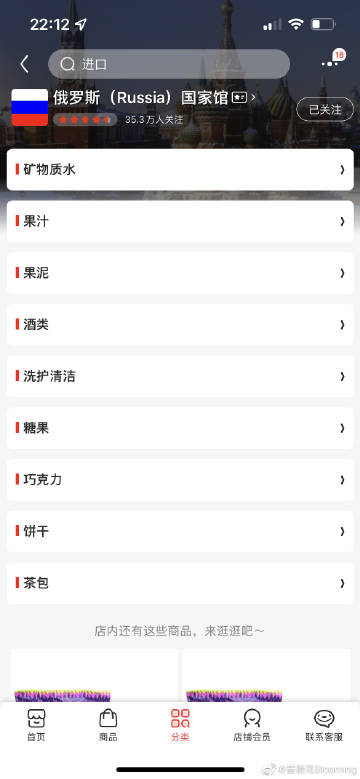 22:12
进口
18
俄罗斯（Russia）国家馆
35.3万人关注
已关注
矿物质水
果汁
果泥
酒类
洗护清洁
糖果
巧克力
饼干
茶包
店内还有这些商品，来逛逛吧～
首页
商品
分类
店铺会员
联系客服